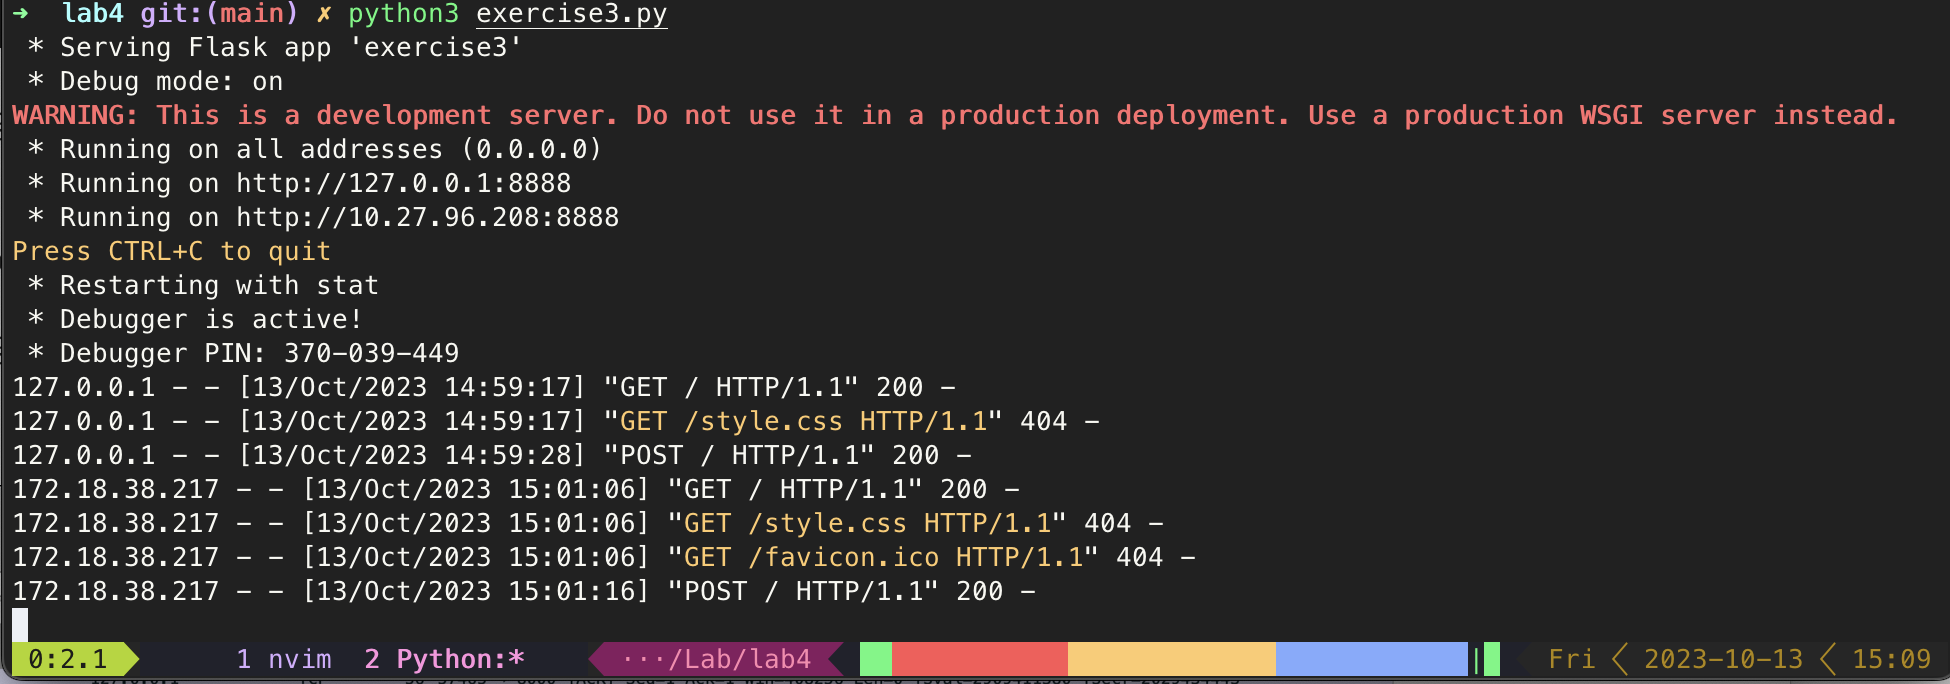 ➜ lab4 git:(main) ✗ python3 exercise3.py
* Serving Flask app 'exercise3'
* Debug mode: on
WARNING: This is a development server. Do not use it in a production deployment. Use a production WSGI server instead.
* Running on all addresses (0.0.0.0)
* Running on http://127.0.0.1:8888
* Running on http://10.27.96.208:8888
Press CTRL+C to quit
* Restarting with stat
* Debugger is active!
* Debugger PIN: 370-039-449
127.0.0.1 - - [13/Oct/2023 14:59:17] "GET / HTTP/1.1" 200 -
127.0.0.1 - - [13/Oct/2023 14:59:17] "GET /style.css HTTP/1.1" 404 -
127.0.0.1 - - [13/Oct/2023 14:59:28] "POST / HTTP/1.1" 200 -
172.18.38.217 - - [13/Oct/2023 15:01:06] "GET / HTTP/1.1" 200 -
172.18.38.217 - - [13/Oct/2023 15:01:06] "GET /style.css HTTP/1.1" 404 -
172.18.38.217 - - [13/Oct/2023 15:01:06] "GET /favicon.ico HTTP/1.1" 404 -
172.18.38.217 - - [13/Oct/2023 15:01:16] "POST / HTTP/1.1" 200 -
0:2.1 1 nvim 2 Python:* ···/Lab/lab4 | Fri 2023-10-13 15:09